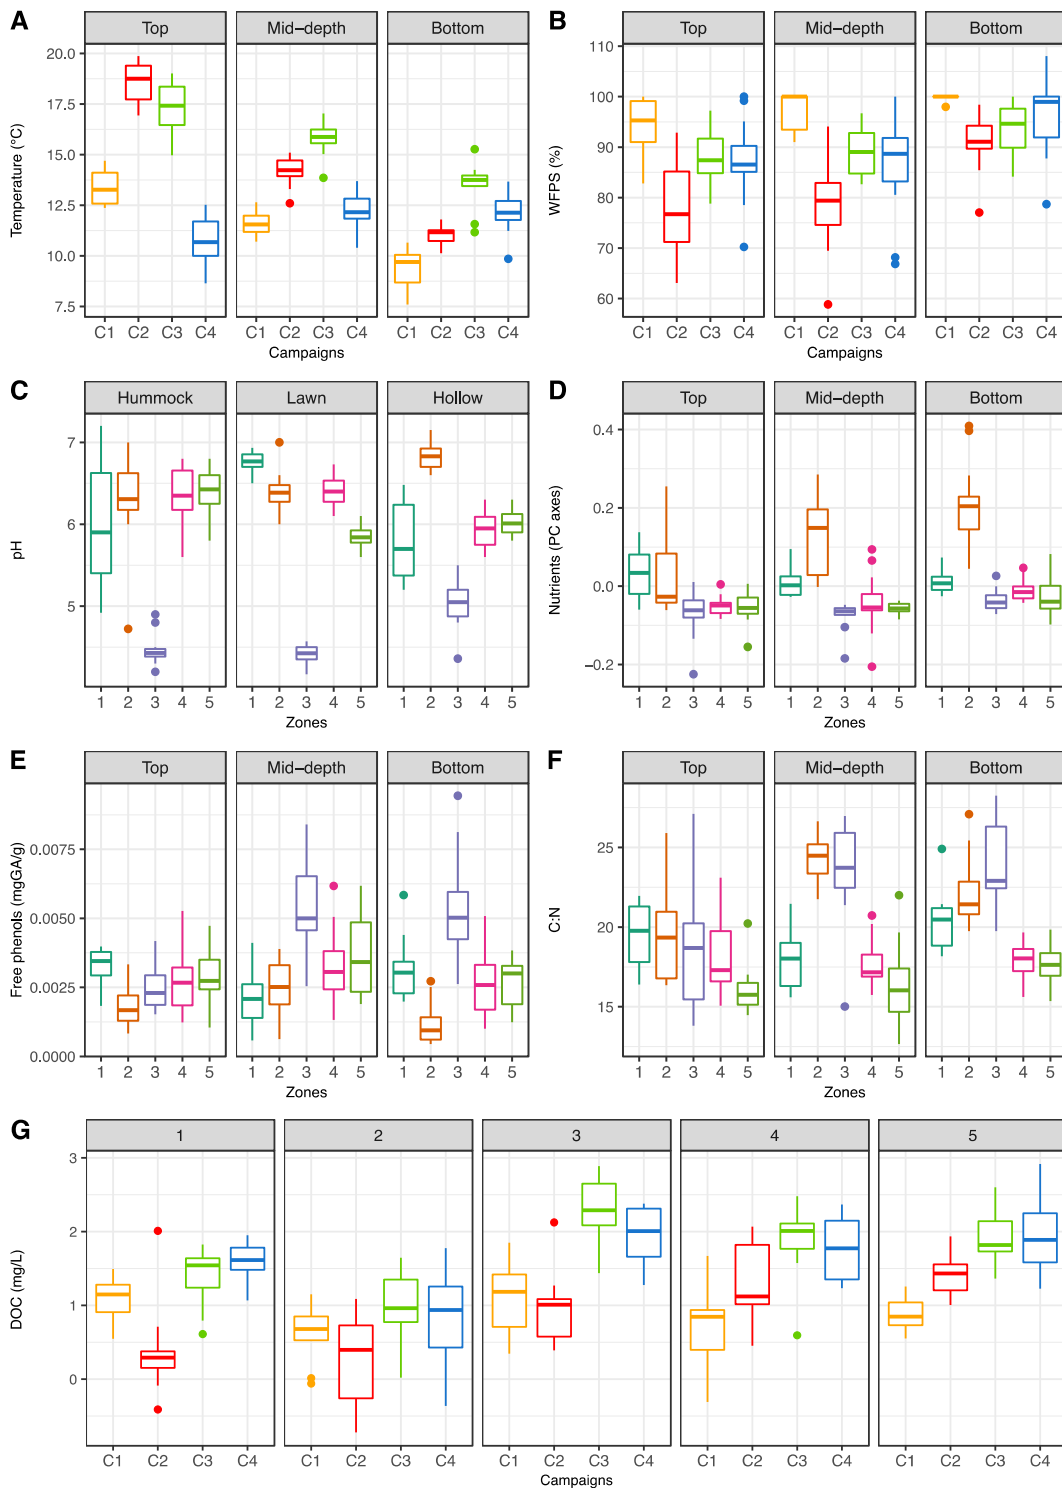 A
Top
Mid−depth
Bottom
20.0
17.5
15.0
12.5
10.0
7.5
Temperature (°C)
C1 C2 C3 C4 C1 C2 C3 C4 C1 C2 C3 C4
Campaigns
B
Top
Mid−depth
Bottom
110
100
90
80
70
60
WFPS (%)
C1 C2 C3 C4 C1 C2 C3 C4 C1 C2 C3 C4
Campaigns
C
Hummock
Lawn
Hollow
7
6
5
pH
1 2 3 4 5 1 2 3 4 5 1 2 3 4 5
Zones
D
Top
Mid−depth
Bottom
0.4
0.2
0.0
−0.2
Nutrients (PC axes)
1 2 3 4 5 1 2 3 4 5 1 2 3 4 5
Zones
E
Top
Mid−depth
Bottom
0.0075
0.0050
0.0025
0.0000
Free phenols (mgGA/g)
1 2 3 4 5 1 2 3 4 5 1 2 3 4 5
Zones
F
Top
Mid−depth
Bottom
25
20
15
C:N
1 2 3 4 5 1 2 3 4 5 1 2 3 4 5
Zones
G
1
2
3
4
5
3
2
1
0
DOC (mg/L)
C1 C2 C3 C4 C1 C2 C3 C4 C1 C2 C3 C4 C1 C2 C3 C4 C1 C2 C3 C4
Campaigns